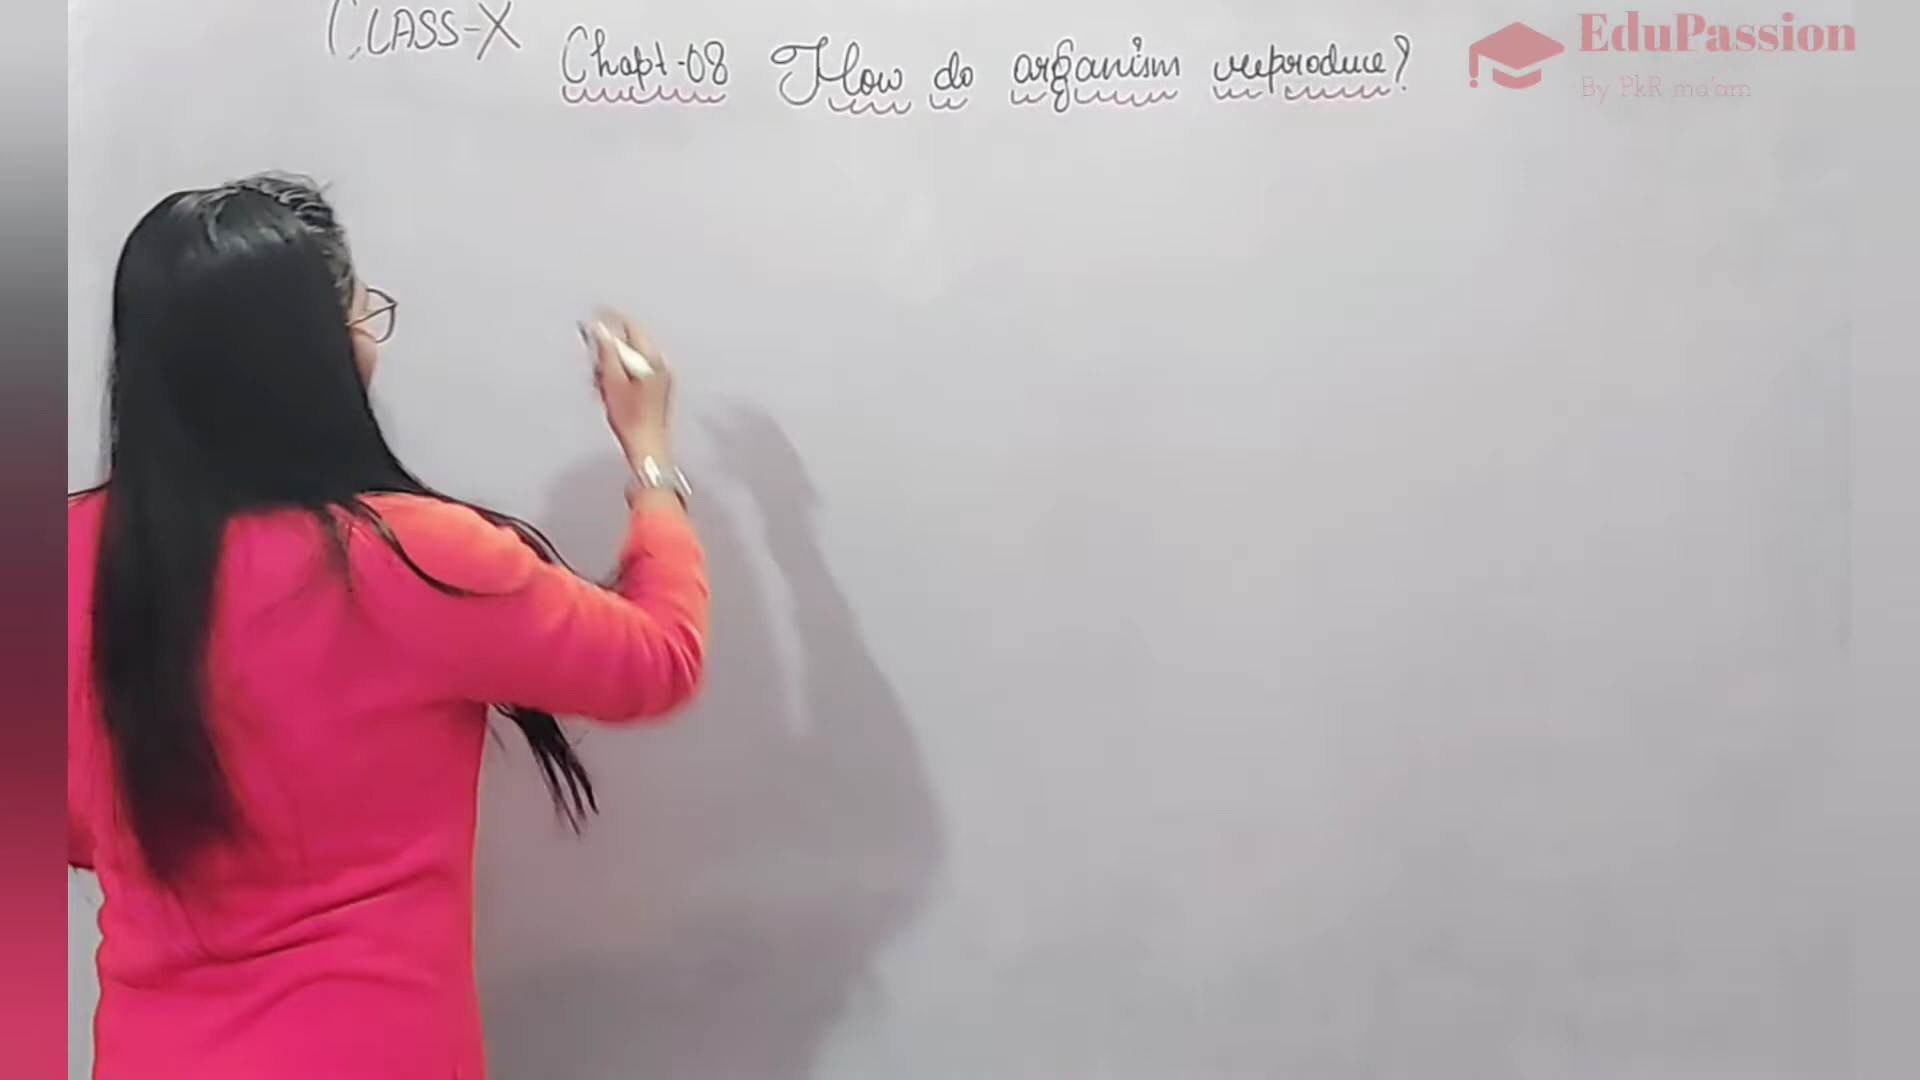 CLASS-X
Chapt-08 How do organism reproduce?
EduPassion
By PkR ma'am